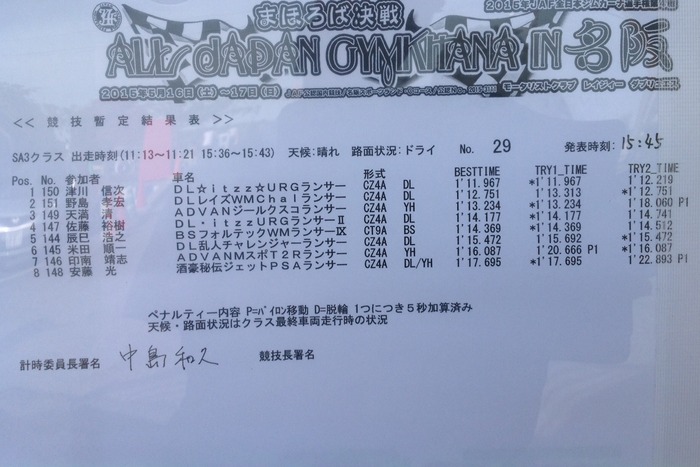 まほろば決戦
ALL JAPAN GYMKHANA IN 名阪
2015年5月16日(土)~17日(日)
モータリストクラブ レイジー
<< 競技暫定結果表 >>
SA3クラス 出走時刻(11:13~11:21 15:36~15:43) 天候:晴れ 路面状況:ドライ No. 29 発表時刻:15:45
Pos. No. 参加者 車名 型式 BESTTIME TRY1_TIME TRY2_TIME
1 150 津川 信次 DL☆itzz☆URGランサー CZ4A DL 1'11.967 *1'11.967 1'12.219
2 151 野島 孝宏 DLレイズWMChalランサー CZ4A DL 1'12.751 1'13.313 *1'12.751
3 149 天満 清 ADVANジールクスコランサー CZ4A YH 1'13.234 *1'13.234 1'18.060 P1
4 147 佐藤 裕樹 DL・itzzURGランサーⅡ CZ4A DL 1'14.177 *1'14.177 1'14.741
5 144 辰巳 浩之 BSフォルテックWMランサーⅨ CT9A BS 1'14.369 *1'14.369 1'14.512
6 145 米田 順一 DL乱人チャレンジャーランサー CZ4A DL 1'15.472 1'15.692 *1'15.472
7 146 印南 靖志 ADVANMスポT2Rランサー CZ4A YH 1'16.087 1'20.666 P1 *1'16.087
8 148 安藤 光 酒豪秘伝ジェットPSAランサー CZ4A DL/YH 1'17.695 *1'17.695 1'22.893 P1
ペナルティー内容 P=パイロン移動 D=脱輪 1つにつき5秒加算済み
天候・路面状況はクラス最終車両走行時の状況
計時委員長署名 中島和久 競技長署名